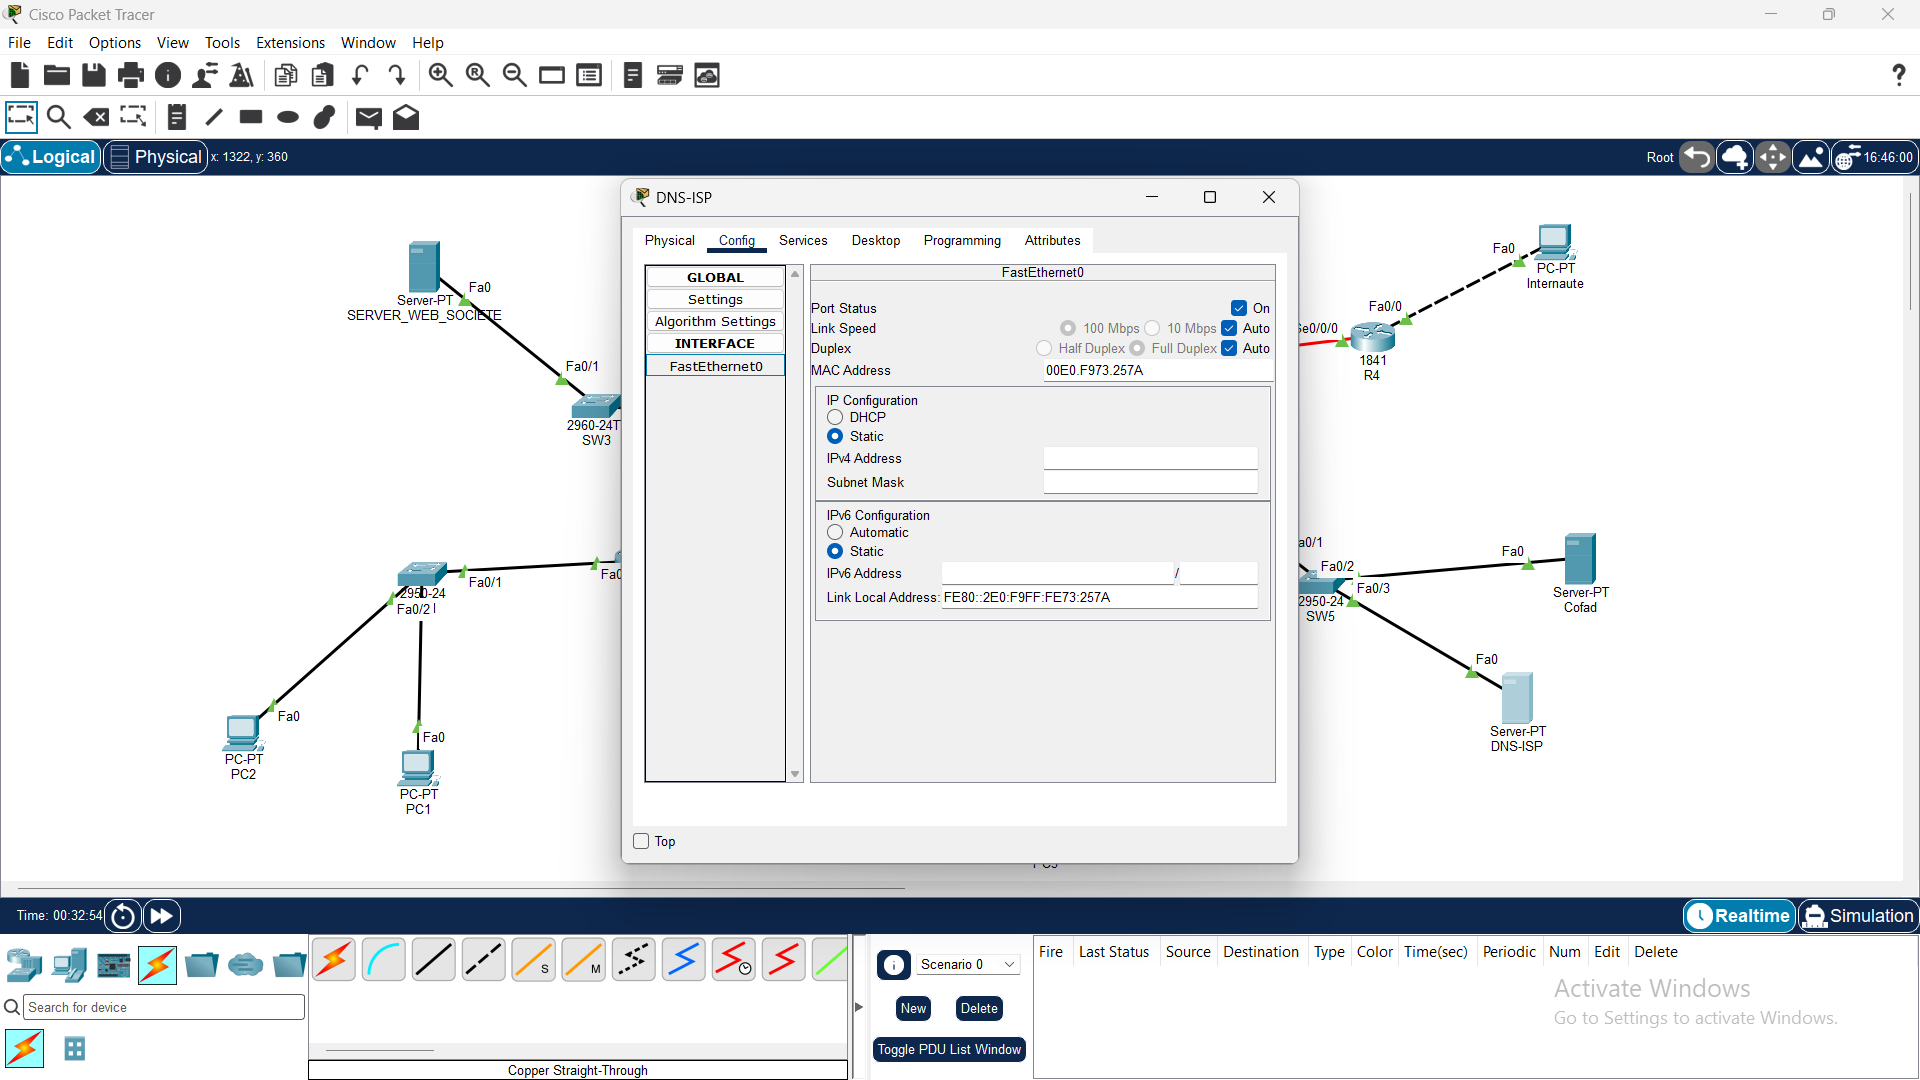 Cisco Packet Tracer
File Edit Options View Tools Extensions Window Help
Logical Physical x: 1322, y: 360 Root 16:46:00
DNS-ISP
Physical Config Services Desktop Programming Attributes
GLOBAL
Settings
Algorithm Settings
INTERFACE
FastEthernet0
FastEthernet0
Port Status On
Link Speed 100 Mbps 10 Mbps Auto
Duplex Half Duplex Full Duplex Auto
MAC Address 00E0.F973.257A
IP Configuration
DHCP
Static
IPv4 Address
Subnet Mask
IPv6 Configuration
Automatic
Static
IPv6 Address /
Link Local Address: FE80::2E0:F9FF:FE73:257A
Top
Fa0
Server-PT
SERVER_WEB_SOCIETE
Fa0/1
2960-24T
SW3
2950-24
Fa0/1
Fa0/2
Fa0
PC-PT
PC2
Fa0
PC-PT
PC1
Fa0
PC-PT
Internaute
Fa0/0
Se0/0/0
1841
R4
a0/1
Fa0/2
Fa0/3
2950-24
SW5
Fa0
Server-PT
Cofad
Fa0
Server-PT
DNS-ISP
Time: 00:32:54 Realtime Simulation
Search for device
Copper Straight-Through
S
M
Scenario 0
New Delete
Toggle PDU List Window
Fire Last Status Source Destination Type Color Time(sec) Periodic Num Edit Delete
Activate Windows
Go to Settings to activate Windows.